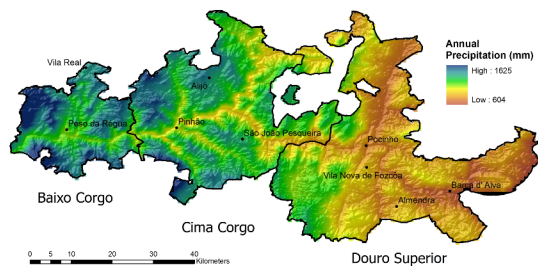 Annual
Precipitation (mm)
High : 1625
Low : 604
Vila Real
Alijó
Peso da Régua
Pinhão
São João Pesqueira
Pocinho
Vila Nova de Fozcôa
Barca d' Alva
Almendra
Baixo Corgo
Cima Corgo
Douro Superior
0 5 10 20 30 40
Kilometers